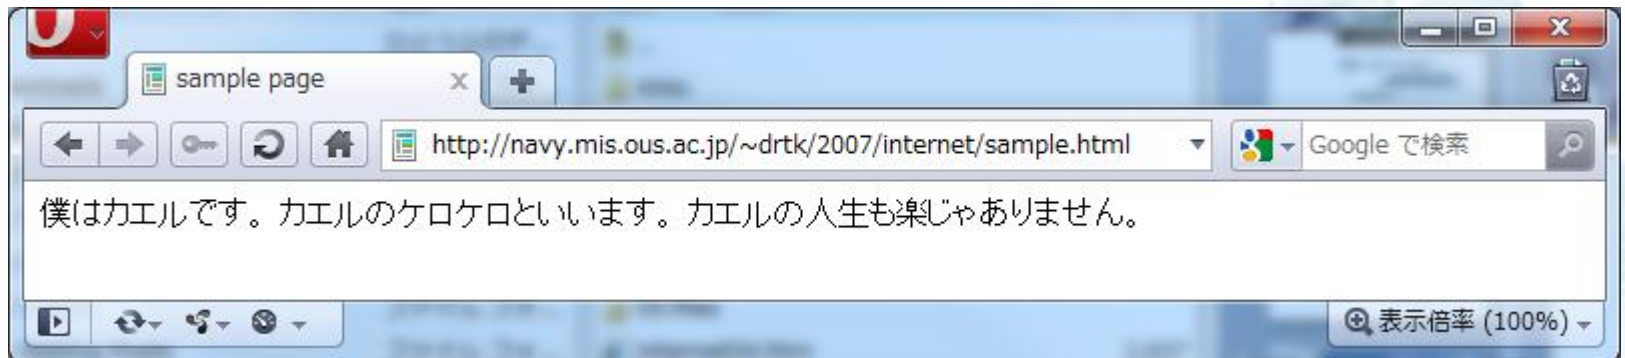 sample page
http://navy.mis.ous.ac.jp/~drtk/2007/internet/sample.html
Google で検索
僕はカエルです。カエルのケロケロといいます。カエルの人生も楽じゃありません。
表示倍率 (100%)